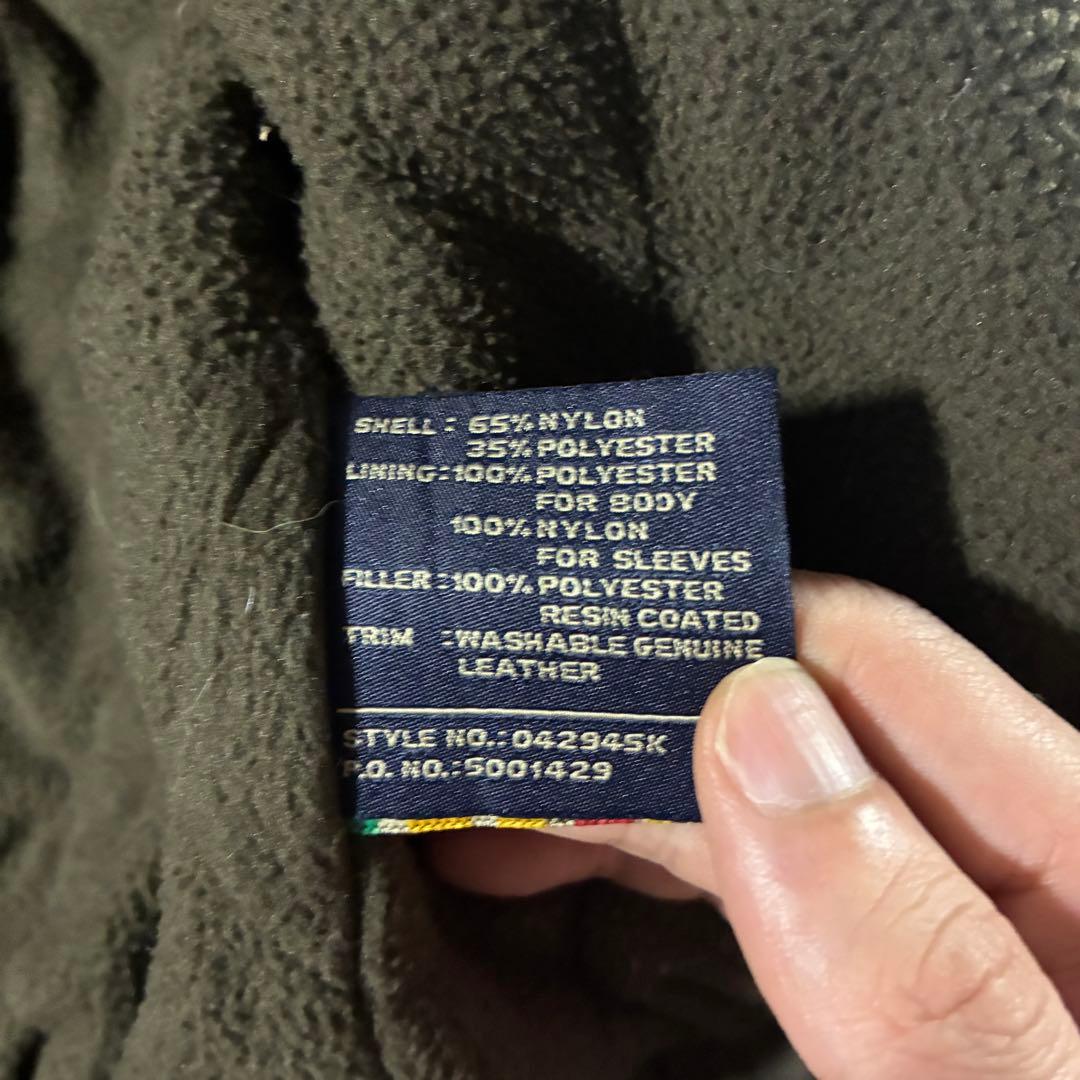 SHELL : 65% NYLON
35% POLYESTER
LINING: 100% POLYESTER
FOR BODY
100% NYLON
FOR SLEEVES
FILLER : 100% POLYESTER
RESIN COATED
TRIM : WASHABLE GENUINE
LEATHER
STYLE NO.: 042945K
P.O. NO.: 5001429